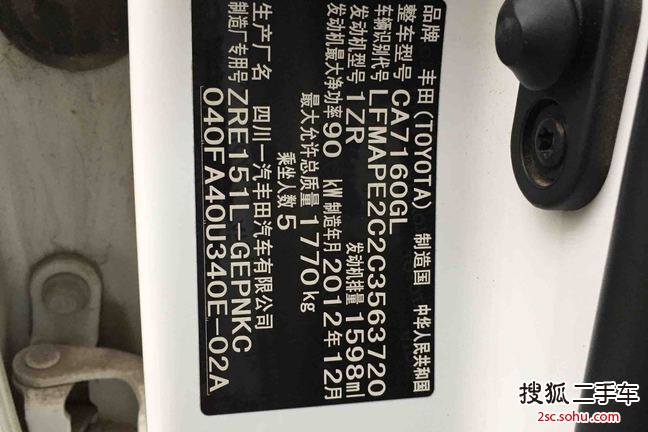 品牌 丰田(TOYOTA) 制造国 中华人民共和国
整车型号 CA7160GL
车辆识别代号 LFMAPE2C2C3563720
发动机型号 1ZR 发动机排量 1598ml
发动机最大净功率 90 kW 制造年月 2012年12月
最大允许总质量 1770kg
乘坐人数 5
生产厂名 四川一汽丰田汽车有限公司
制造厂专用号 ZRE151L-GEPNKC
040FA40U340E-02A
搜狐二手车
2sc.sohu.com